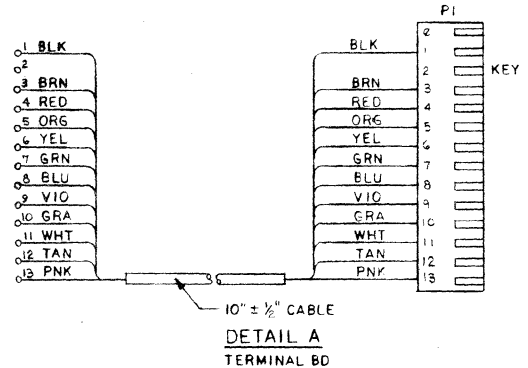 P1
1 BLK
2
3 BRN
4 RED
5 ORG
6 YEL
7 GRN
8 BLU
9 VIO
10 GRA
11 WHT
12 TAN
13 PNK
BLK
BRN
RED
ORG
YEL
GRN
BLU
VIO
GRA
WHT
TAN
PNK
1
2 KEY
3
4
5
6
7
8
9
10
11
12
13
10" ± 1/2" CABLE
DETAIL A
TERMINAL BD